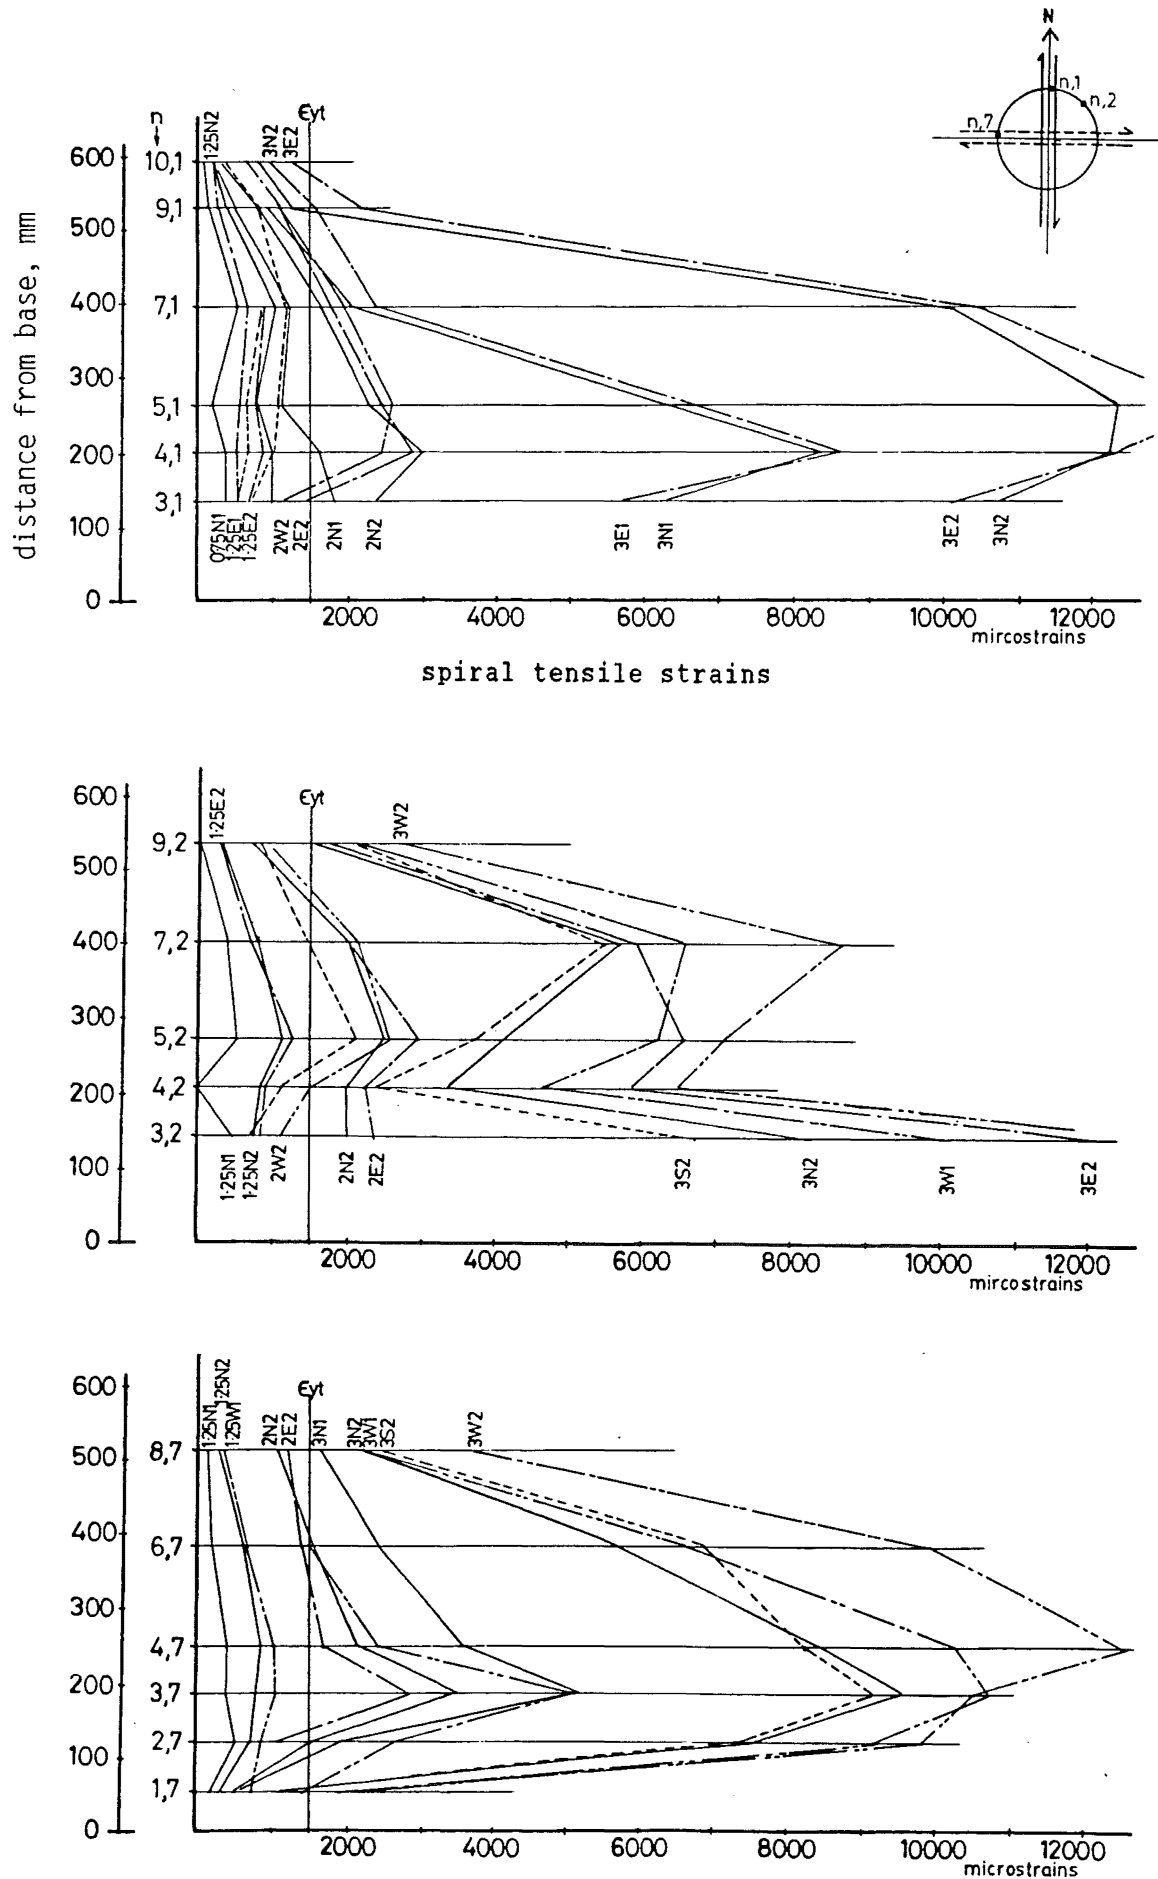 N
n,1
n,2
n,7
distance from base, mm
n
1·25N2
3N2
3E2
Єyt
600
10,1
9,1
500
400
7,1
300
5,1
200
4,1
3,1
100
0
0·75N1
1·25E1
1·25E2
2W2
2E2
2N1
2N2
3E1
3N1
3E2
3N2
2000
4000
6000
8000
10000
12000
mircostrains
spiral tensile strains
600
1·25E2
Єyt
3W2
9,2
500
400
7,2
300
5,2
200
4,2
3,2
100
0
1·25N1
1·25N2
2W2
2N2
2E2
3S2
3N2
3W1
3E2
2000
4000
6000
8000
10000
12000
mircostrains
600
1·25N1
1·25N2
1·25W1
2N2
2E2
Єyt
3N1
3N2
3W1
3S2
3W2
8,7
500
400
6,7
300
4,7
200
3,7
2,7
100
1,7
0
2000
4000
6000
8000
10000
12000
microstrains